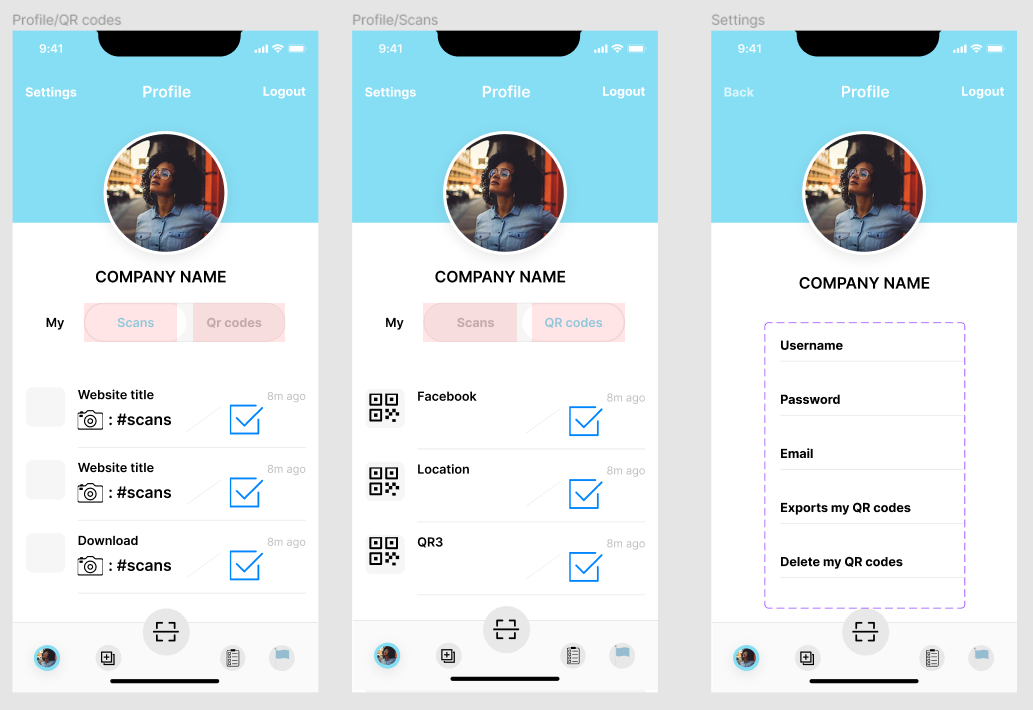 Profile/QR codes
9:41
Settings Profile Logout
COMPANY NAME
My Scans Qr codes
Website title 8m ago
: #scans
Website title 8m ago
: #scans
Download 8m ago
: #scans
Profile/Scans
9:41
Settings Profile Logout
COMPANY NAME
My Scans QR codes
Facebook 8m ago
Location 8m ago
QR3 8m ago
Settings
9:41
Back Profile Logout
COMPANY NAME
Username
Password
Email
Exports my QR codes
Delete my QR codes